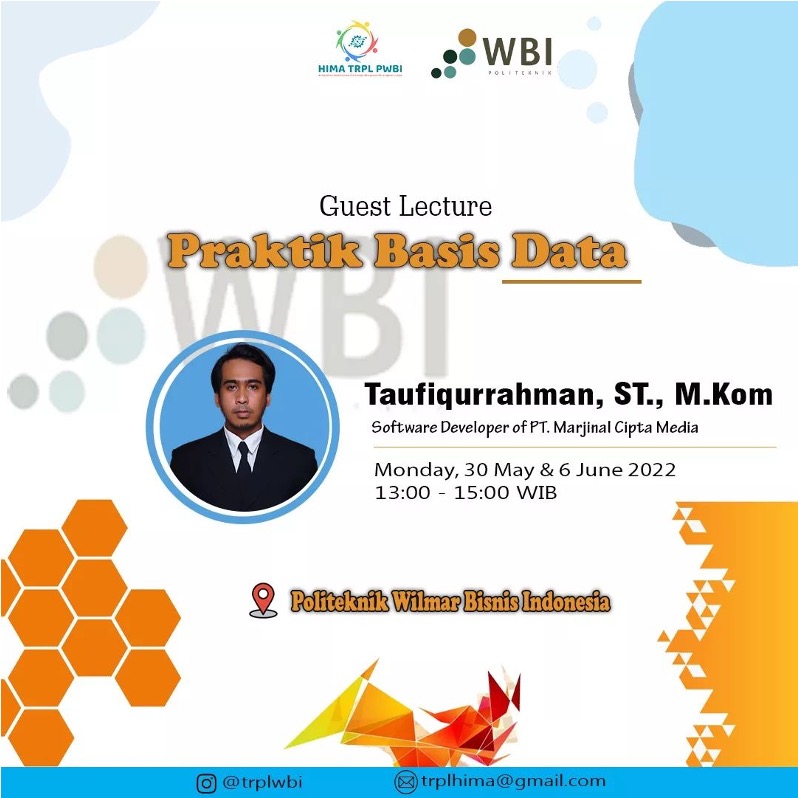 HIMA TRPL PWBI
WBI
POLITEKNIK
Guest Lecture
Praktik Basis Data
WBI
Taufiqurrahman, ST., M.Kom
Software Developer of PT. Marjinal Cipta Media
Monday, 30 May & 6 June 2022
13:00 - 15:00 WIB
Politeknik Wilmar Bisnis Indonesia
@trplwbi
trplhima@gmail.com